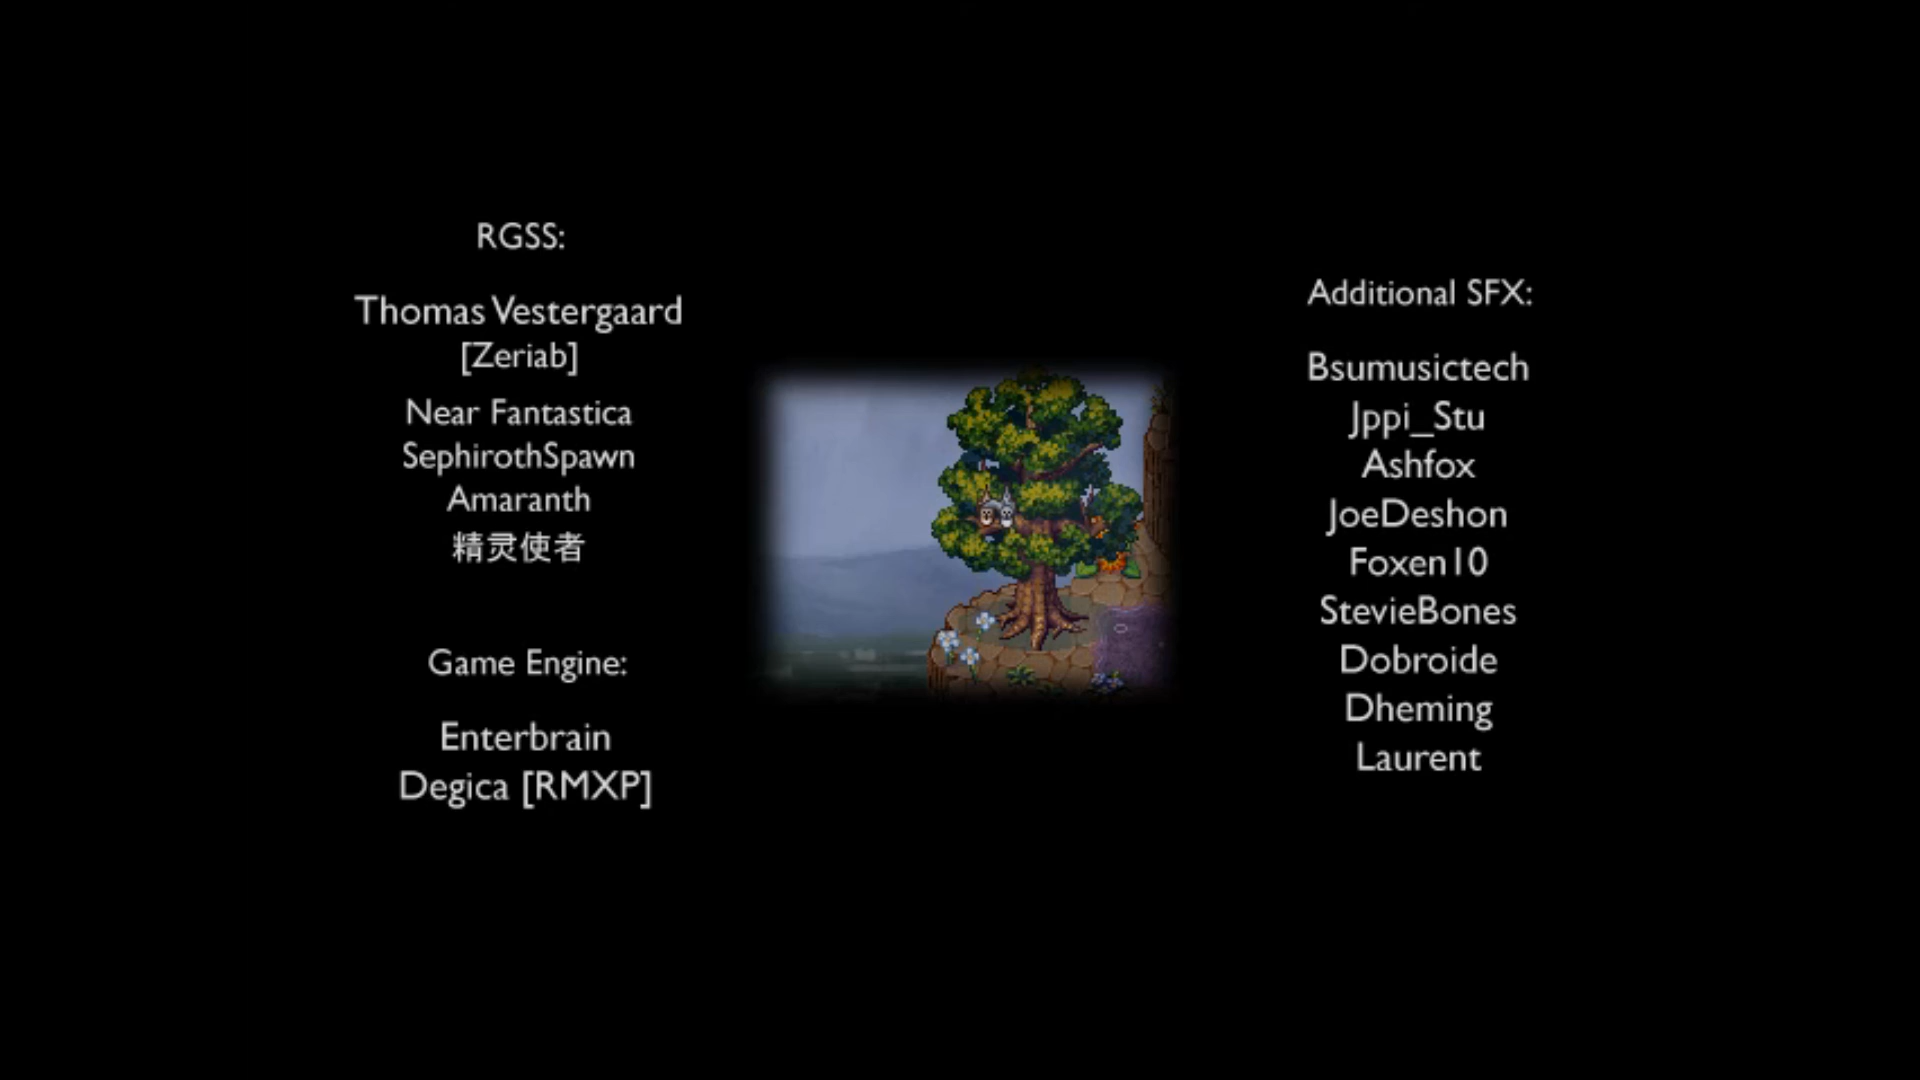 RGSS:
Thomas Vestergaard
[Zeriab]
Near Fantastica
SephirothSpawn
Amaranth
精灵使者
Game Engine:
Enterbrain
Degica [RMXP]
Additional SFX:
Bsumusictech
Jppi_Stu
Ashfox
JoeDeshon
Foxen10
StevieBones
Dobroide
Dheming
Laurent